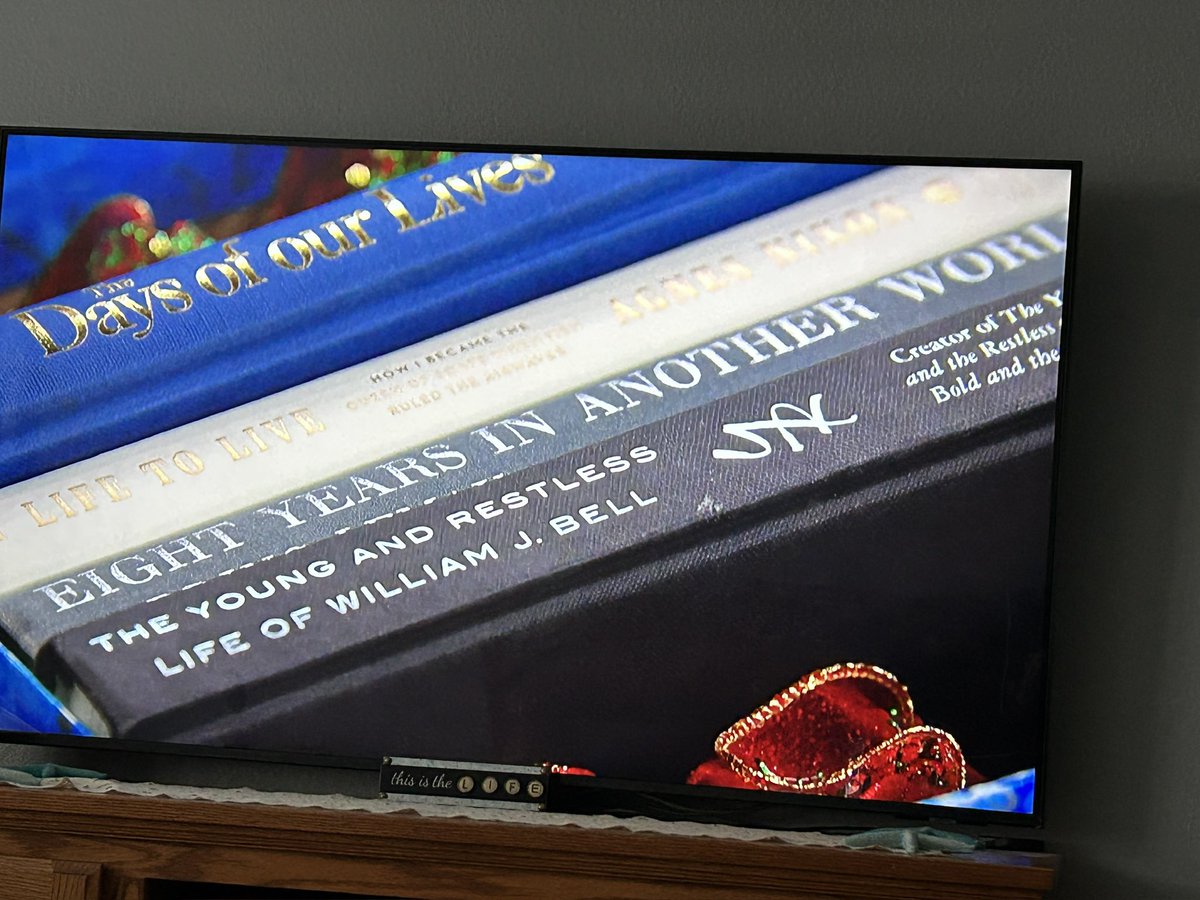 Days of our Lives
LIFE TO LIVE
HOW I BECAME THE
RULED THE AIRWAVES
AGNES NIXON
EIGHT YEARS IN ANOTHER WORL
THE YOUNG AND RESTLESS
LIFE OF WILLIAM J. BELL
Creator of The Y
and the Restless
Bold and the
this is the LIFE